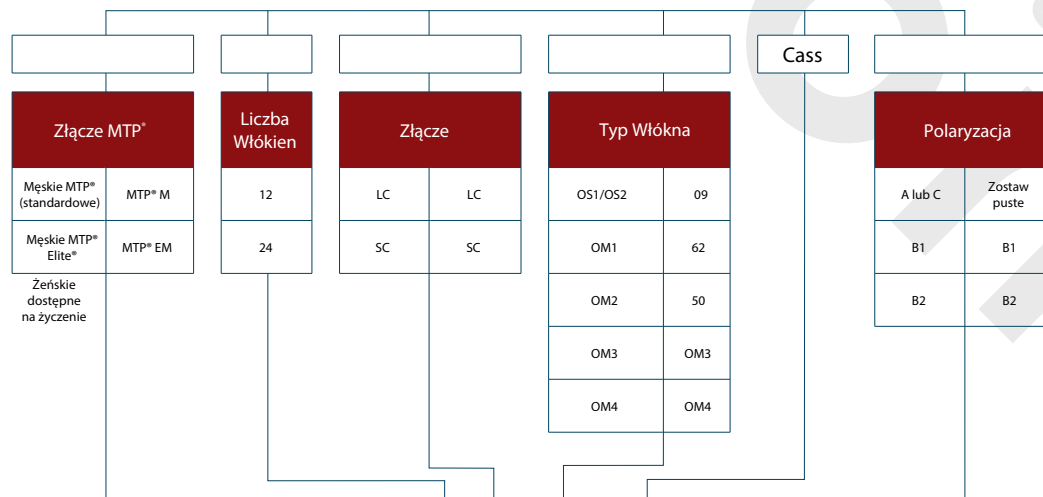 Cass
Złącze MTP®
Liczba
Włókien
Złącze
Typ Włókna
Polaryzacja
Męskie MTP®
(standardowe)
MTP® M
12
LC
LC
OS1/OS2
09
A lub C
Zostaw
puste
Męskie MTP®
Elite®
MTP® EM
24
SC
SC
OM1
62
B1
B1
Żeńskie
dostępne
na życzenie
OM2
50
B2
B2
OM3
OM3
OM4
OM4